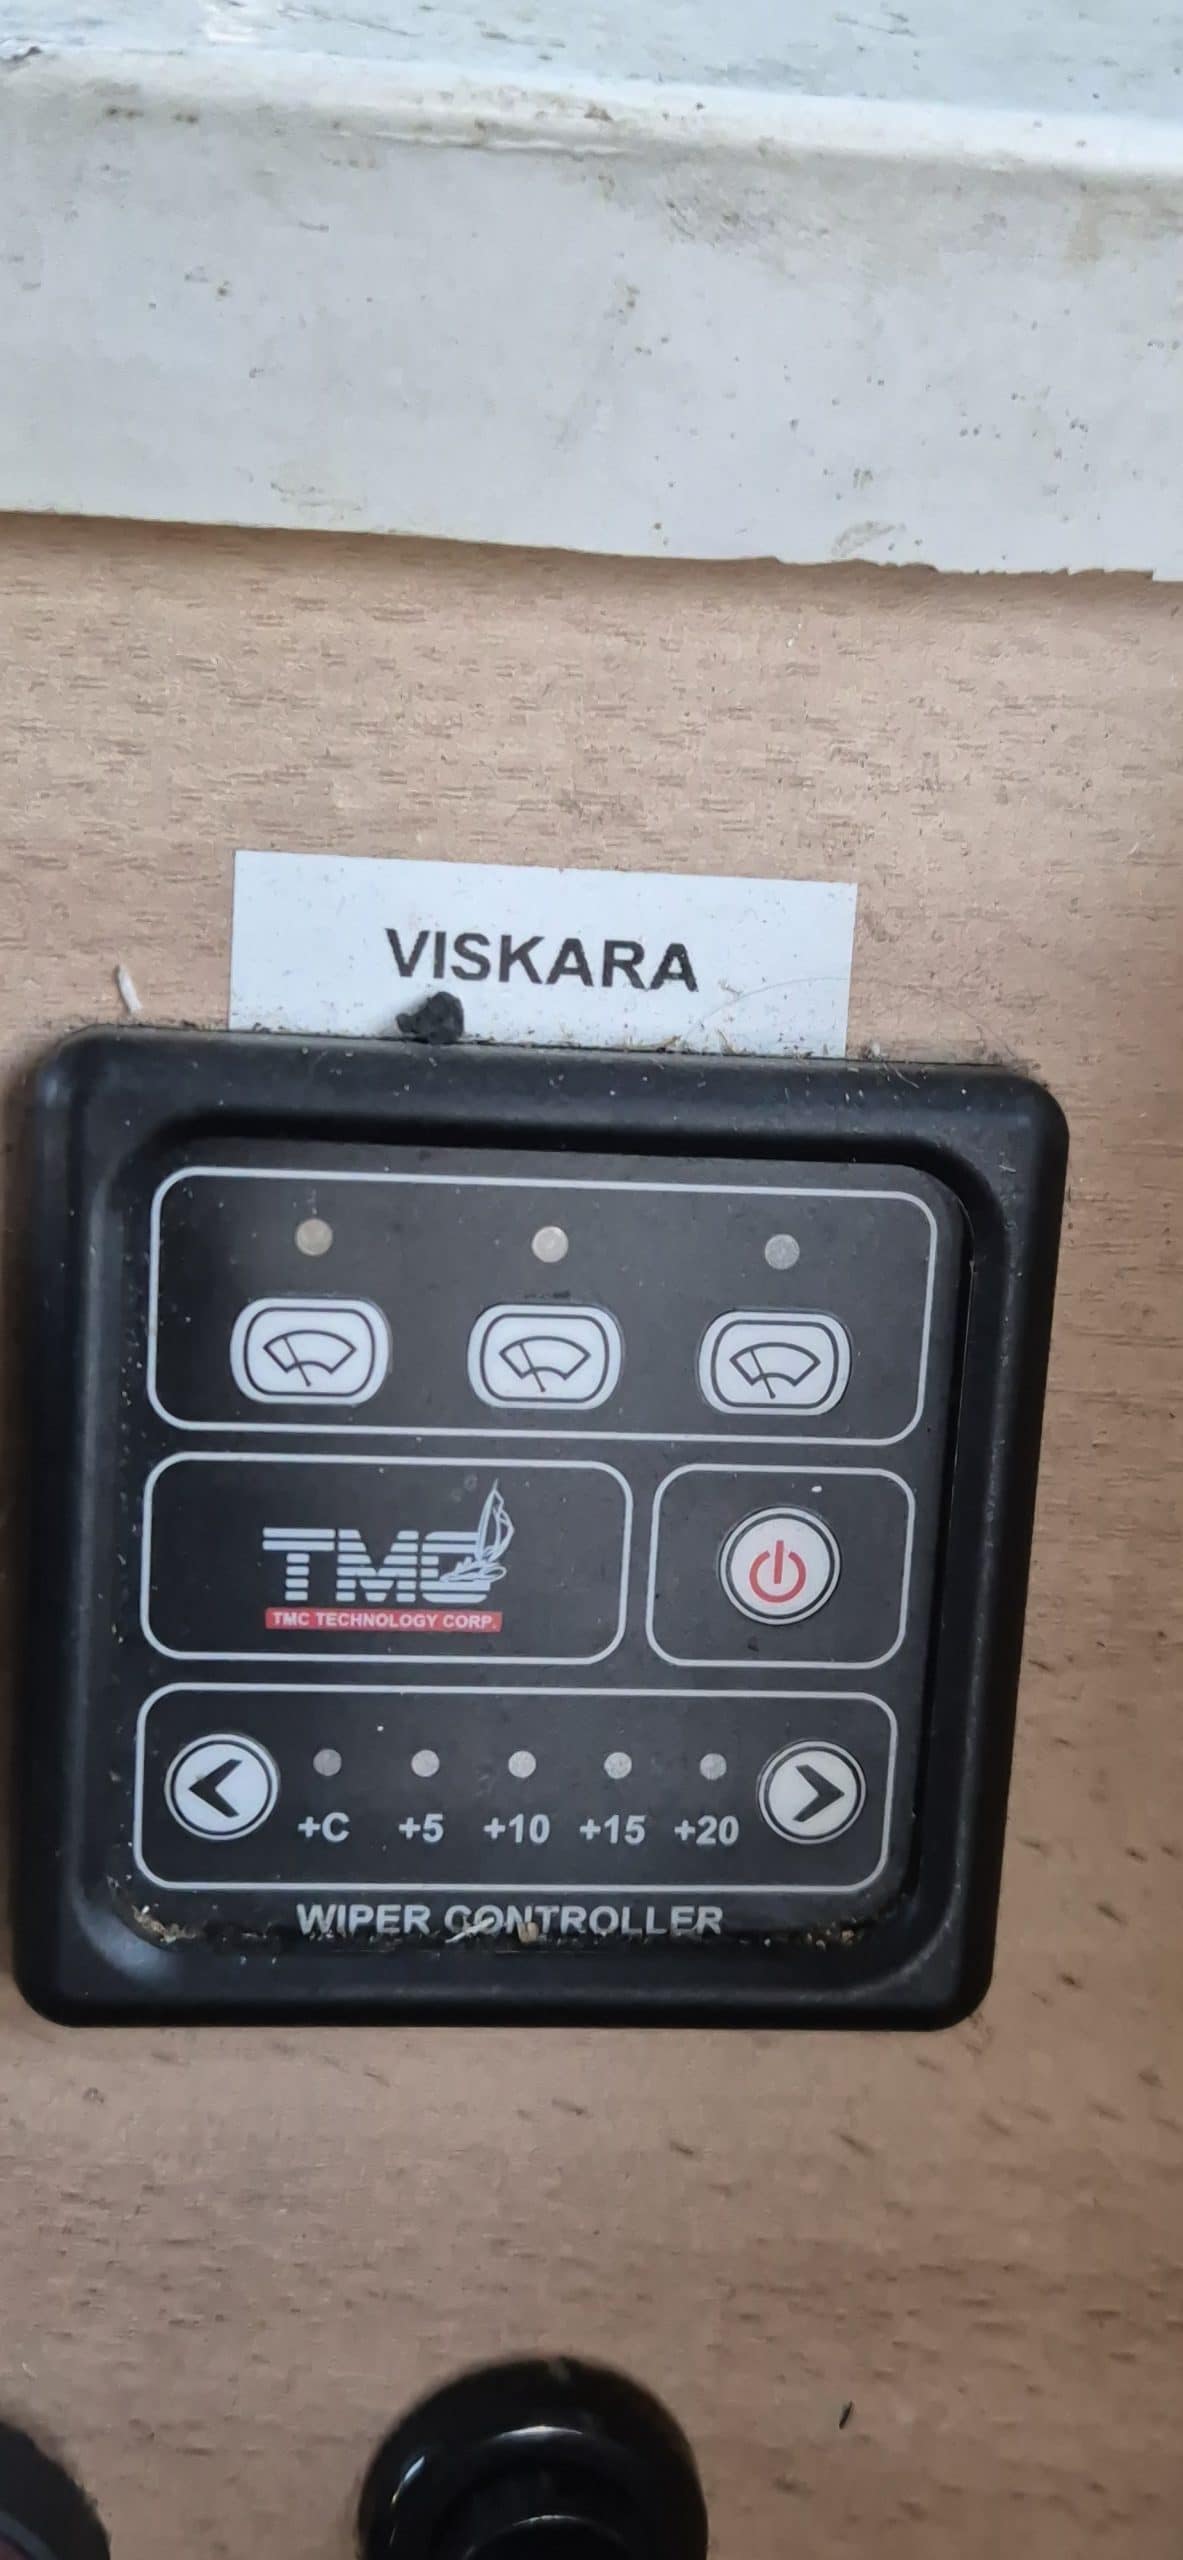 VISKARA
TMC
TMC TECHNOLOGY CORP.
+C +5 +10 +15 +20
WIPER CONTROLLER